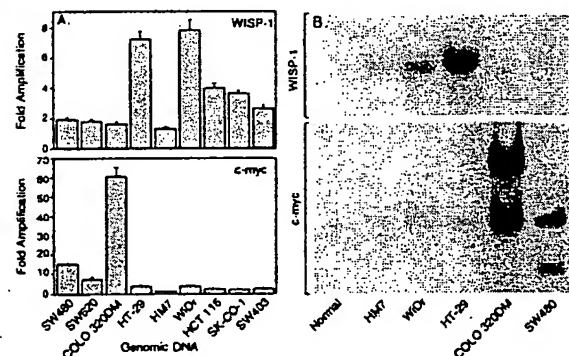 A.
WISP-1
Fold Amplification
8
6
4
2
0
c-myc
Fold Amplification
75
60
50
40
30
20
10
0
SW480
SW620
COLO 320DM
HT-29
HM7
WiDr
HCT 116
SK-CO-1
SW403
Genomic DNA
B.
WISP-1
c-myc
Normal
HM7
WiDr
HT-29
COLO 320DM
SW480